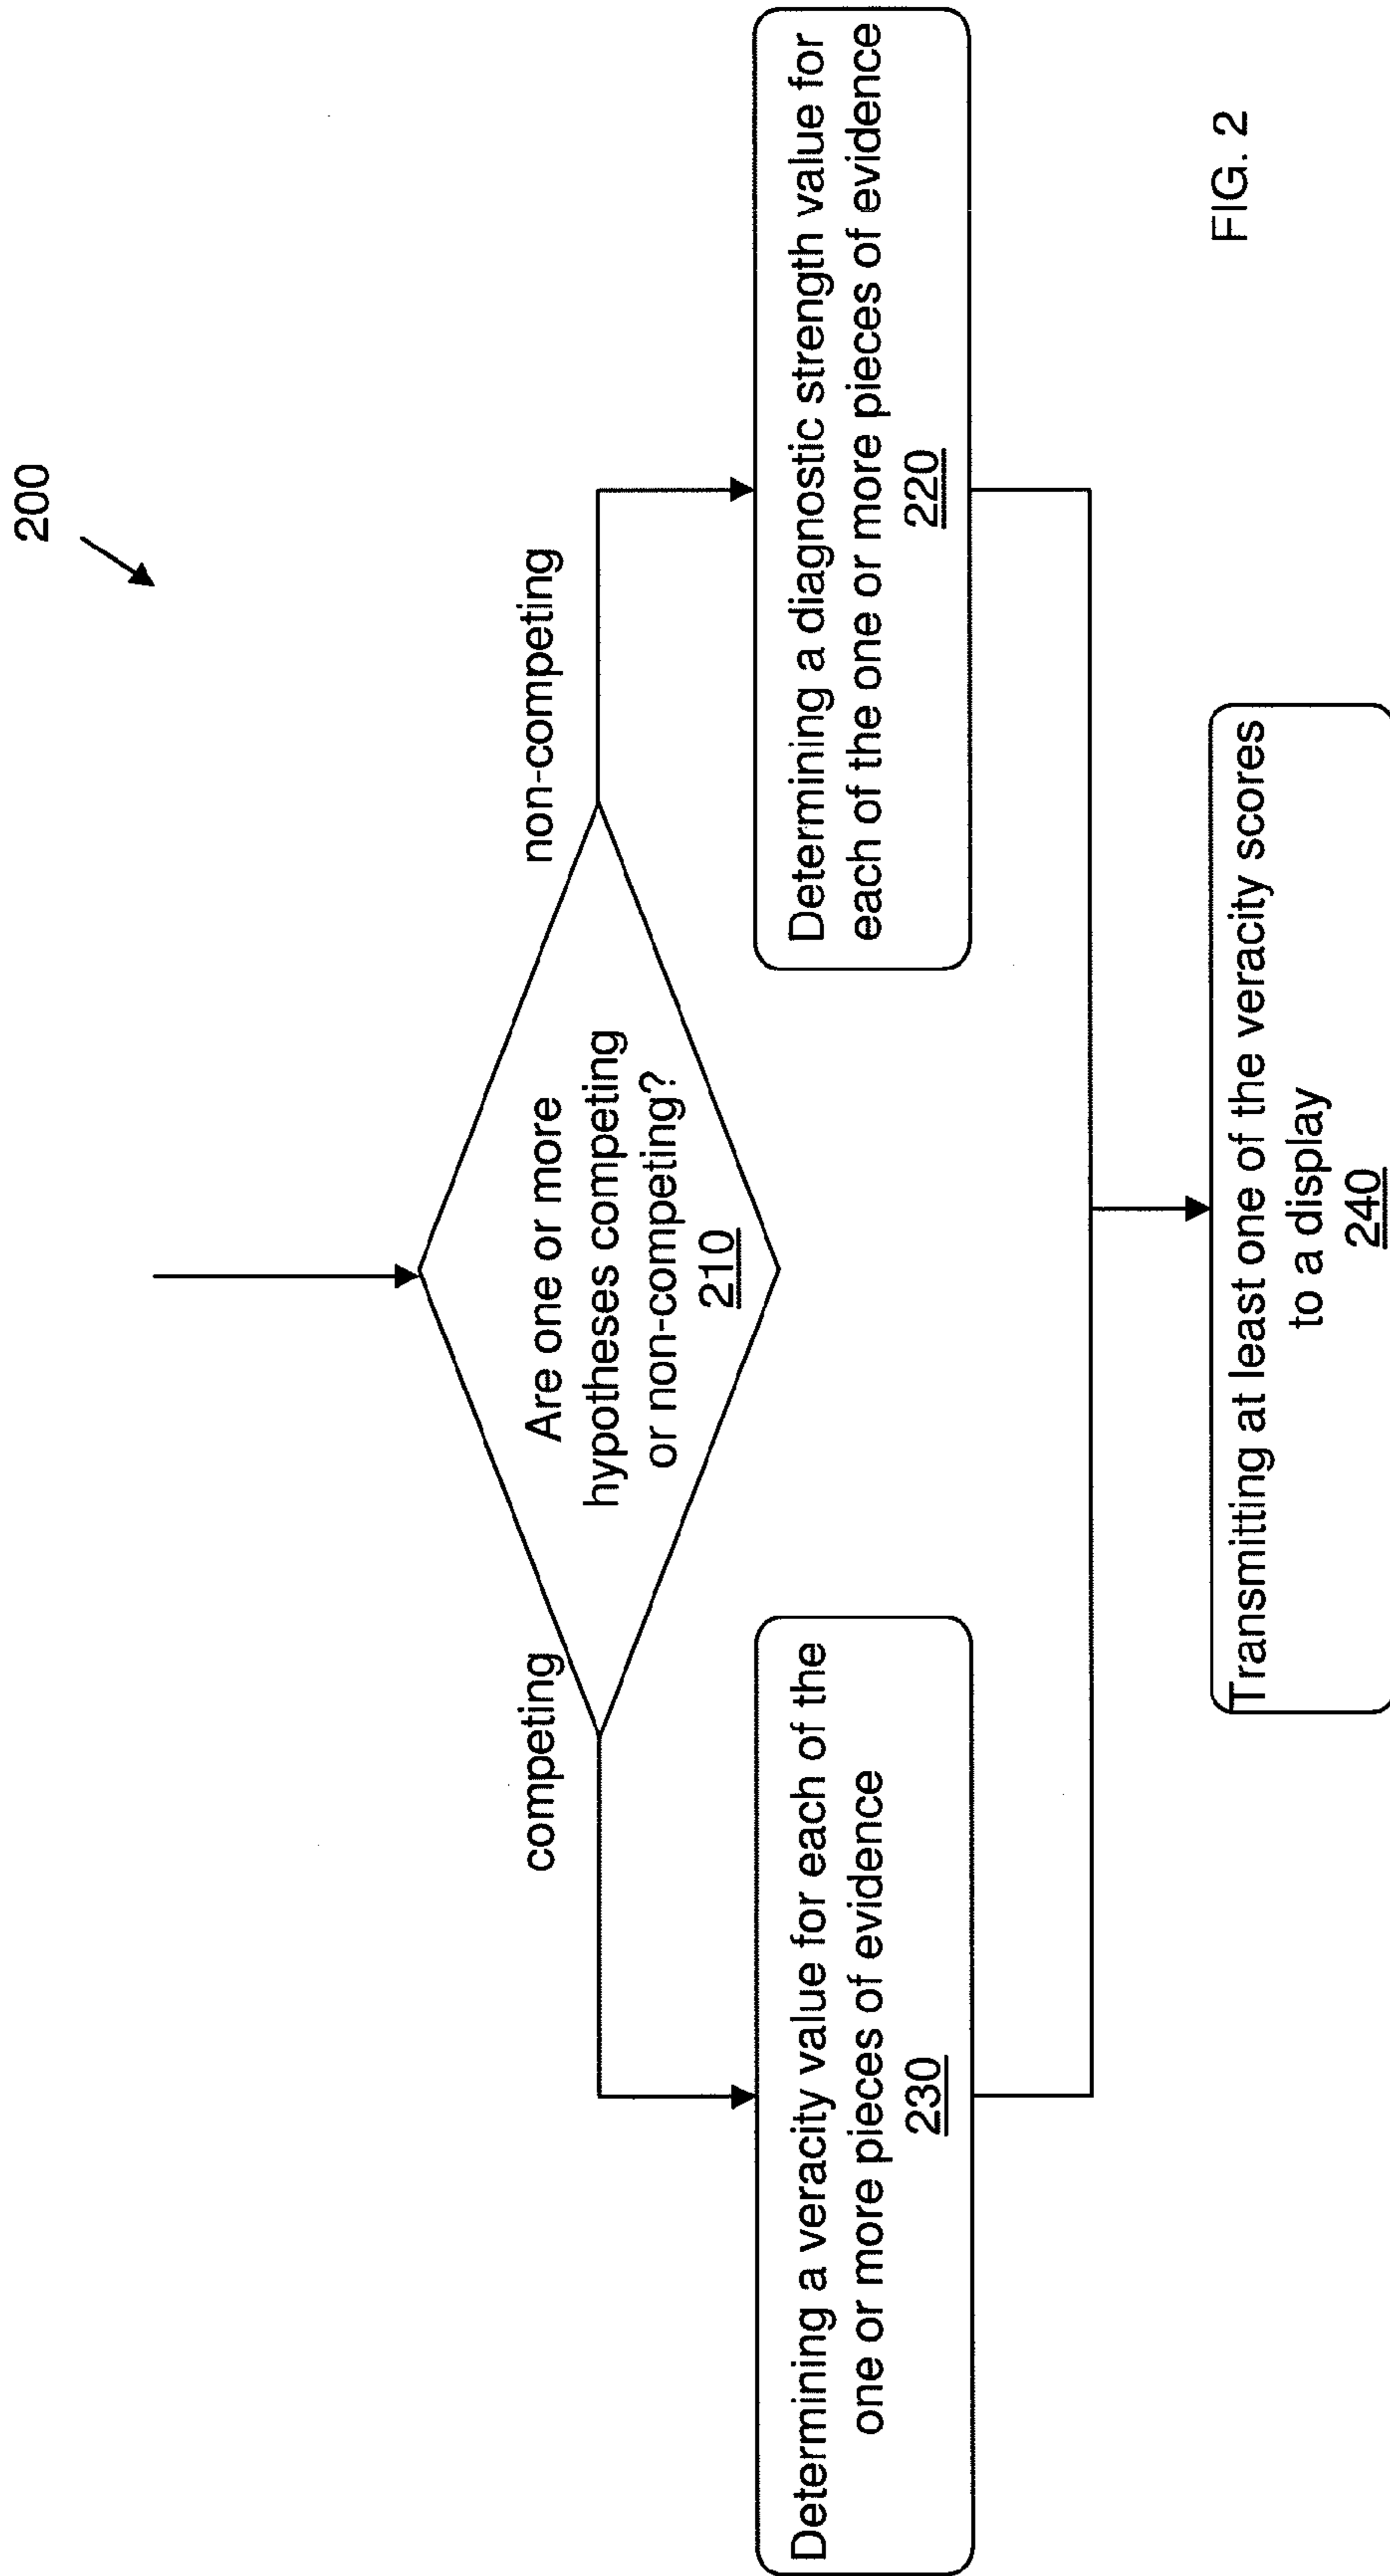 200
Are one or more
hypotheses competing
or non-competing?
210
competing
non-competing
Determining a veracity value for each of the
one or more pieces of evidence
230
Determining a diagnostic strength value for
each of the one or more pieces of evidence
220
Transmitting at least one of the veracity scores
to a display
240
FIG. 2